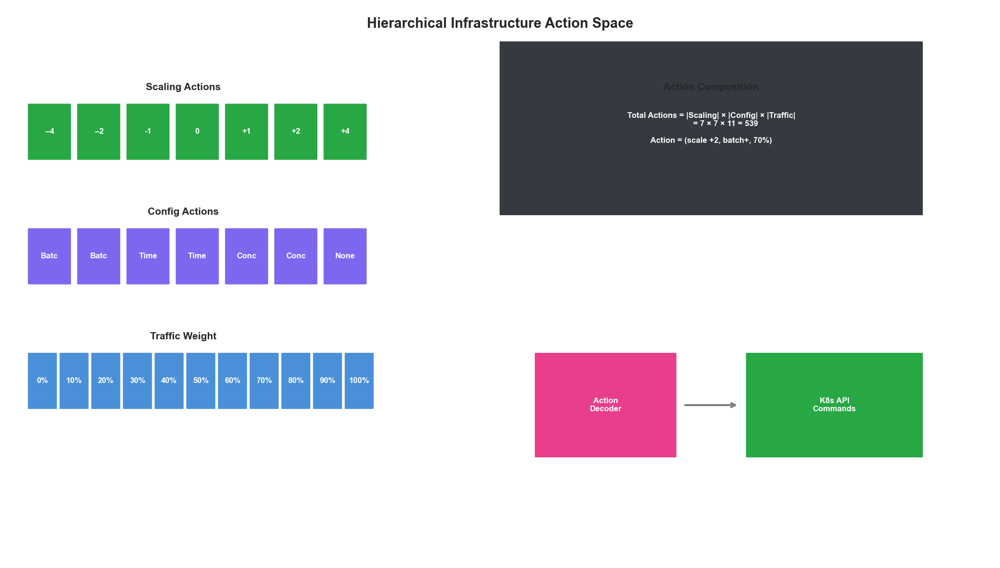 Hierarchical Infrastructure Action Space
Scaling Actions
–4 –2 -1 0 +1 +2 +4
Config Actions
Batc Batc Time Time Conc Conc None
Traffic Weight
0% 10% 20% 30% 40% 50% 60% 70% 80% 90% 100%
Action Composition
Total Actions = |Scaling| × |Config| × |Traffic|
= 7 × 7 × 11 = 539
Action = (scale +2, batch+, 70%)
Action
Decoder
K8s API
Commands